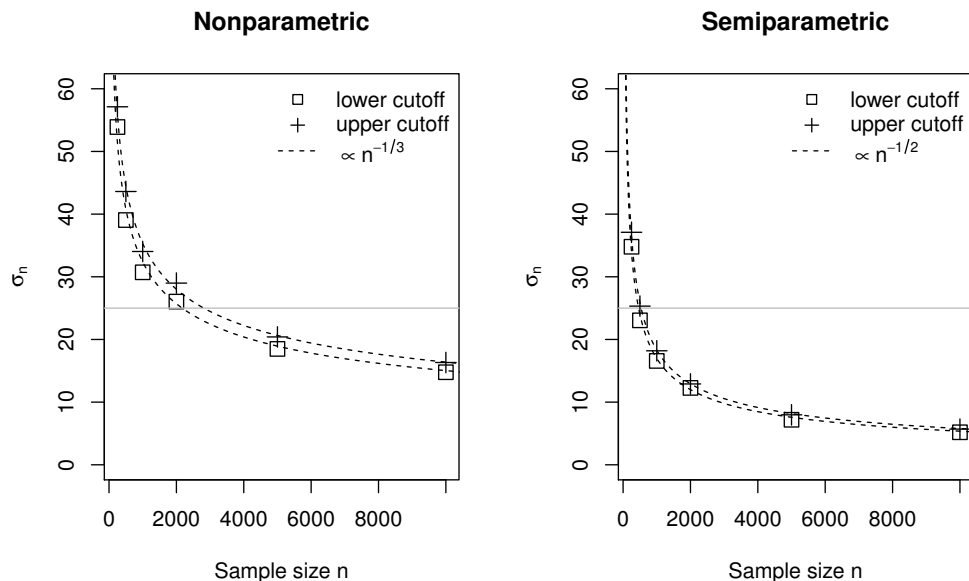 Nonparametric
lower cutoff
upper cutoff
∝ n^−1/3
σn
0
10
20
30
40
50
60
0 2000 4000 6000 8000
Sample size n
Semiparametric
lower cutoff
upper cutoff
∝ n^−1/2
σn
0
10
20
30
40
50
60
0 2000 4000 6000 8000
Sample size n